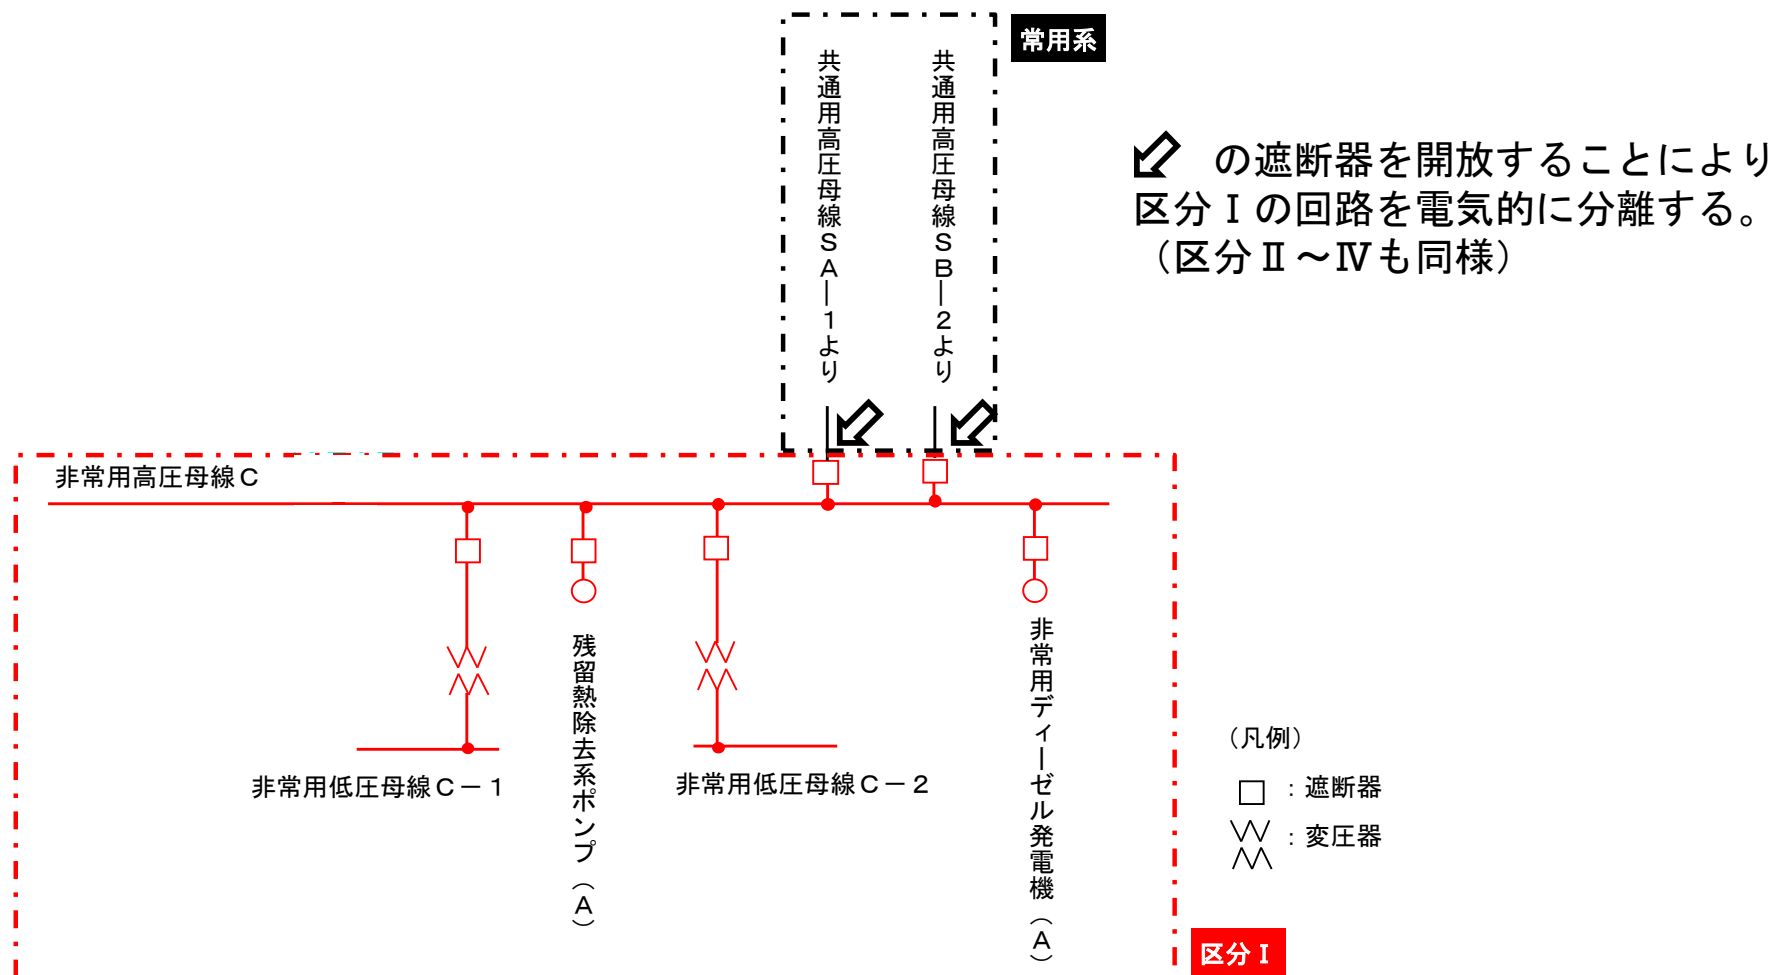 常用系
共通用高圧母線SA－1より
共通用高圧母線SB－2より
の遮断器を開放することにより
区分Ⅰの回路を電気的に分離する。
（区分Ⅱ～Ⅳも同様）
非常用高圧母線C
残留熱除去系ポンプ（A）
非常用ディーゼル発電機（A）
非常用低圧母線C－1
非常用低圧母線C－2
（凡例）
：遮断器
：変圧器
区分Ⅰ